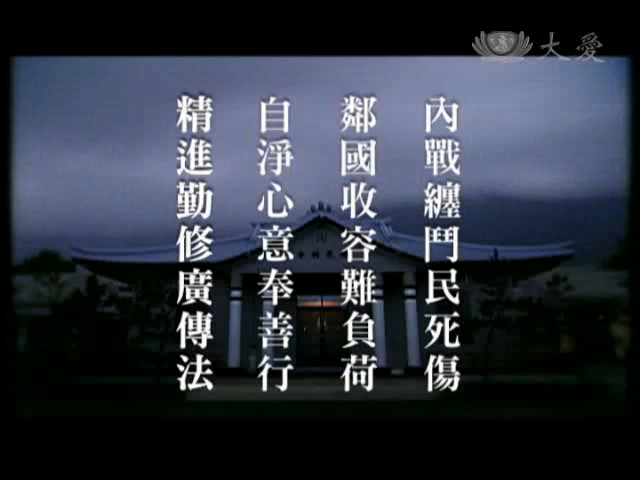 大愛
內戰纏鬥民死傷
鄰國收容難負荷
自淨心意奉善行
精進勤修廣傳法